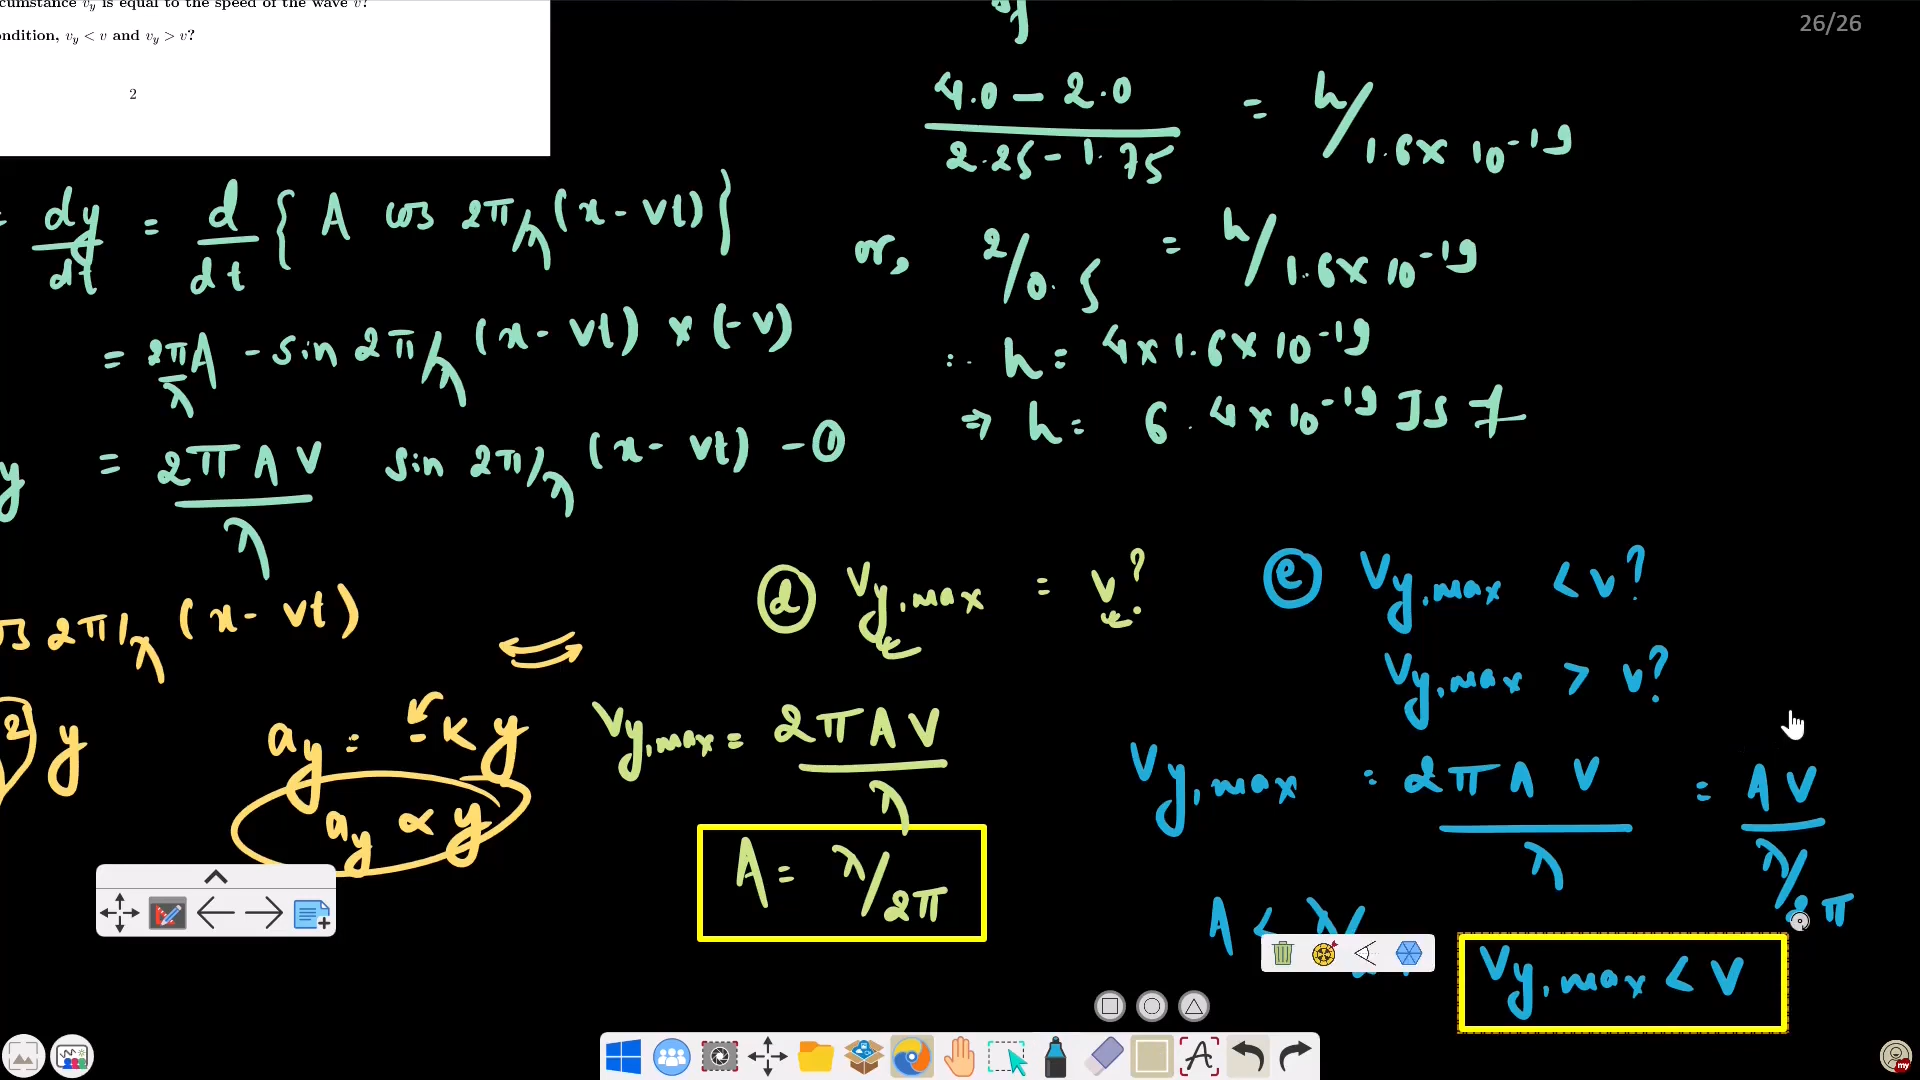 cumstance v_y is equal to the speed of the wave v?
ondition, v_y < v and v_y > v?
2
26/26
4.0 - 2.0 / 2.25 - 1.75 = h/1.6 x 10^-19
= dy/dt = d/dt { A cos 2π/λ (x - vt) }
or, 2/0.5 = h/1.6 x 10^-19
= 2π/λ A - sin 2π/λ (x - vt) x (-v)
∴ h = 4 x 1.6 x 10^-19
⇒ h = 6.4 x 10^-19 JS
y = 2πAV/λ sin 2π/λ (x - vt) - ①
os 2π/λ (x - vt)
2) y
a_y = -K y
a_y ∝ y
ⓓ V_y,max = v?
V_y,max = 2πAV/λ
A = λ/2π
ⓔ V_y,max < v?
V_y,max > v?
V_y,max = 2πA V/λ = AV/λ/2π
A < λ/
V_y,max < V